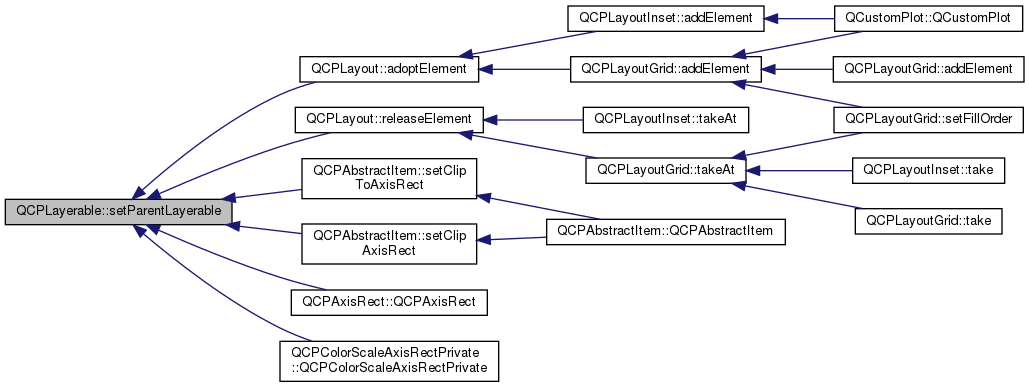 QCPLayerable::setParentLayerable
QCPLayout::adoptElement
QCPLayout::releaseElement
QCPAbstractItem::setClip
ToAxisRect
QCPAbstractItem::setClip
AxisRect
QCPAxisRect::QCPAxisRect
QCPColorScaleAxisRectPrivate
::QCPColorScaleAxisRectPrivate
QCPLayoutInset::addElement
QCPLayoutGrid::addElement
QCPLayoutInset::takeAt
QCPLayoutGrid::takeAt
QCPAbstractItem::QCPAbstractItem
QCustomPlot::QCustomPlot
QCPLayoutGrid::addElement
QCPLayoutGrid::setFillOrder
QCPLayoutInset::take
QCPLayoutGrid::take